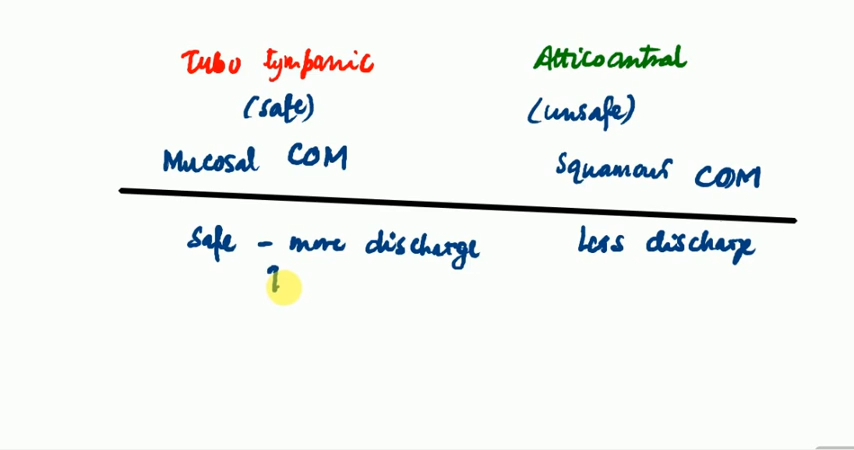 Tubo tympanic Atticoantral
(safe) (unsafe)
Mucosal COM Squamous COM
Safe - more discharge less discharge